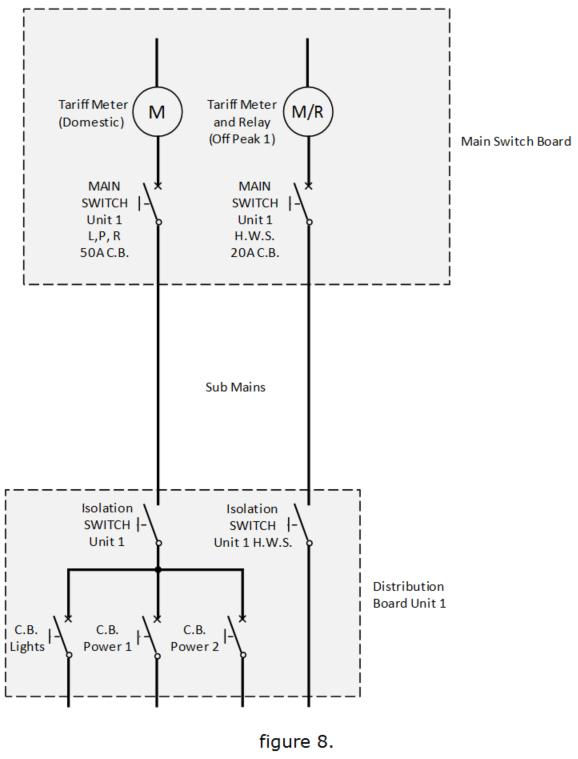 Tariff Meter
(Domestic)
M
Tariff Meter
and Relay
(Off Peak 1)
M/R
Main Switch Board
MAIN
SWITCH
Unit 1
L,P, R
50A C.B.
MAIN
SWITCH
Unit 1
H.W.S.
20A C.B.
Sub Mains
Isolation
SWITCH
Unit 1
Isolation
SWITCH
Unit 1 H.W.S.
Distribution
Board Unit 1
C.B.
Lights
C.B.
Power 1
C.B.
Power 2
figure 8.